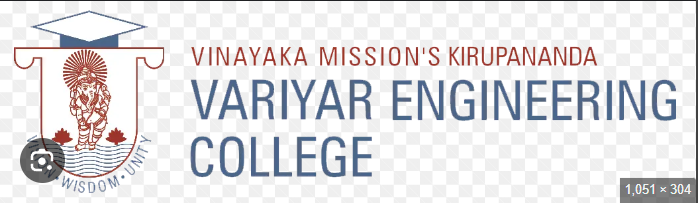 VINAYAKA MISSION'S KIRUPANANDA
VARIYAR ENGINEERING
COLLEGE
· WISDOM · UNITY
1,051 × 304